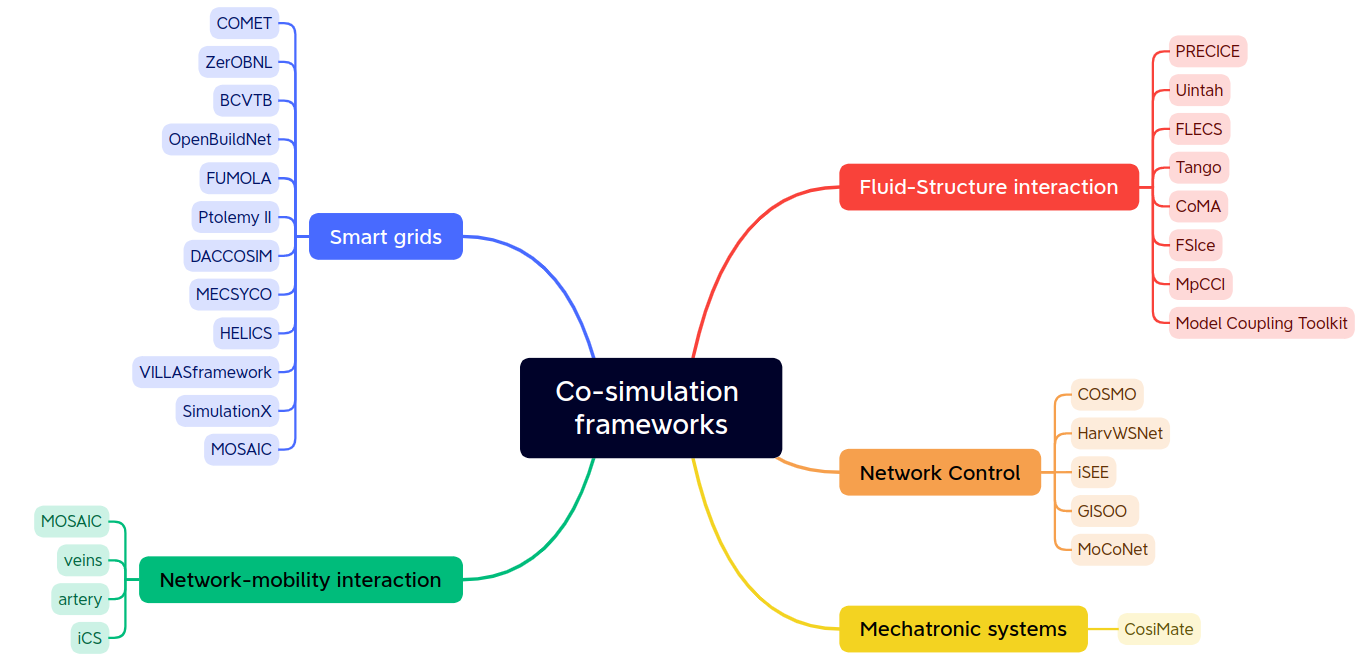 Co-simulation
frameworks
Smart grids
COMET
ZerOBNL
BCVTB
OpenBuildNet
FUMOLA
Ptolemy II
DACCOSIM
MECSYCO
HELICS
VILLASframework
SimulationX
MOSAIC
Network-mobility interaction
MOSAIC
veins
artery
iCS
Fluid-Structure interaction
PRECICE
Uintah
FLECS
Tango
CoMA
FSIce
MpCCI
Model Coupling Toolkit
Network Control
COSMO
HarvWSNet
iSEE
GISOO
MoCoNet
Mechatronic systems
CosiMate